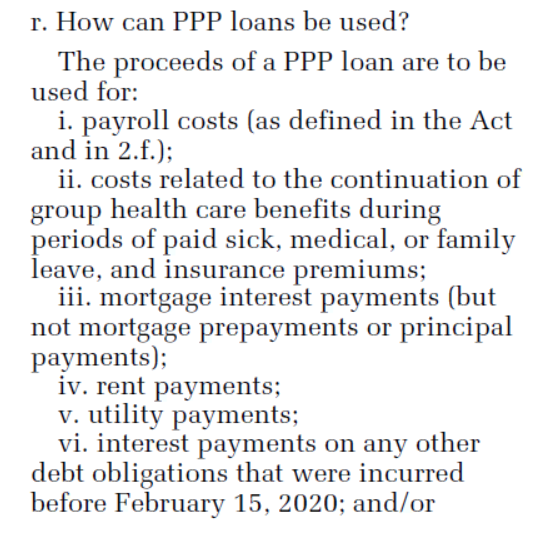 r. How can PPP loans be used?
The proceeds of a PPP loan are to be
used for:
i. payroll costs (as defined in the Act
and in 2.f.);
ii. costs related to the continuation of
group health care benefits during
periods of paid sick, medical, or family
leave, and insurance premiums;
iii. mortgage interest payments (but
not mortgage prepayments or principal
payments);
iv. rent payments;
v. utility payments;
vi. interest payments on any other
debt obligations that were incurred
before February 15, 2020; and/or